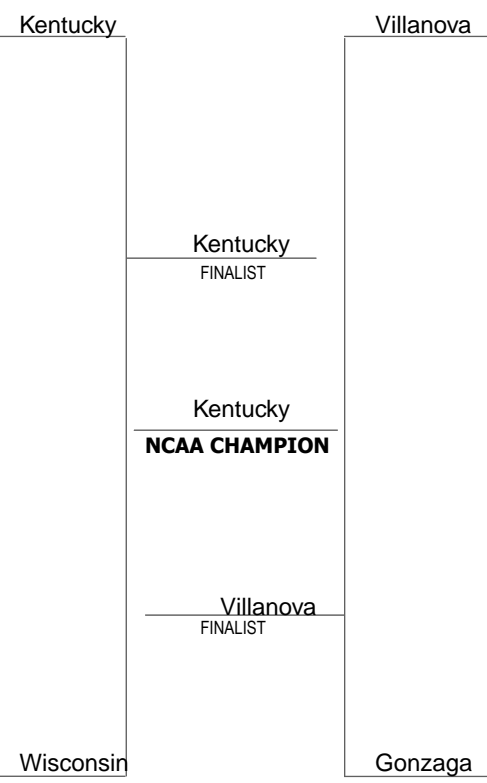 Kentucky
Villanova
Kentucky
FINALIST
Kentucky
NCAA CHAMPION
Villanova
FINALIST
Wisconsin
Gonzaga